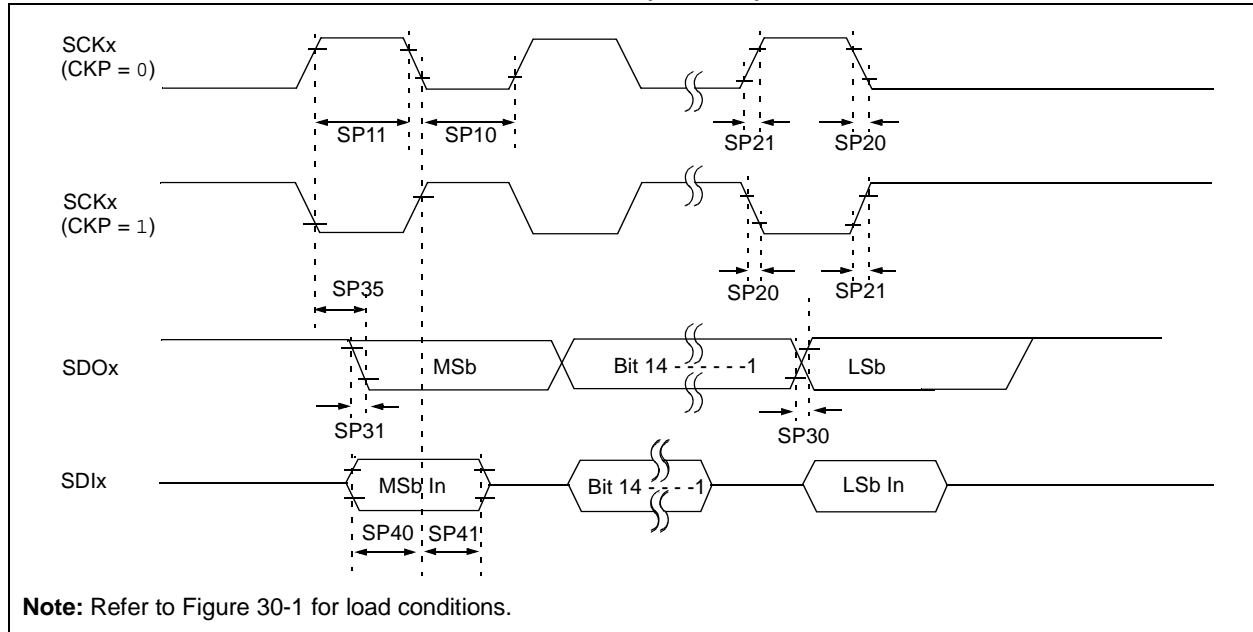 SCKx
(CKP = 0)
SP11
SP10
SP21
SP20
SCKx
(CKP = 1)
SP35
SP20
SP21
SDOx
MSb
Bit 14 - - - - - -1
LSb
SP31
SP30
SDIx
MSb In
Bit 14 - - - -1
LSb In
SP40
SP41
Note: Refer to Figure 30-1 for load conditions.